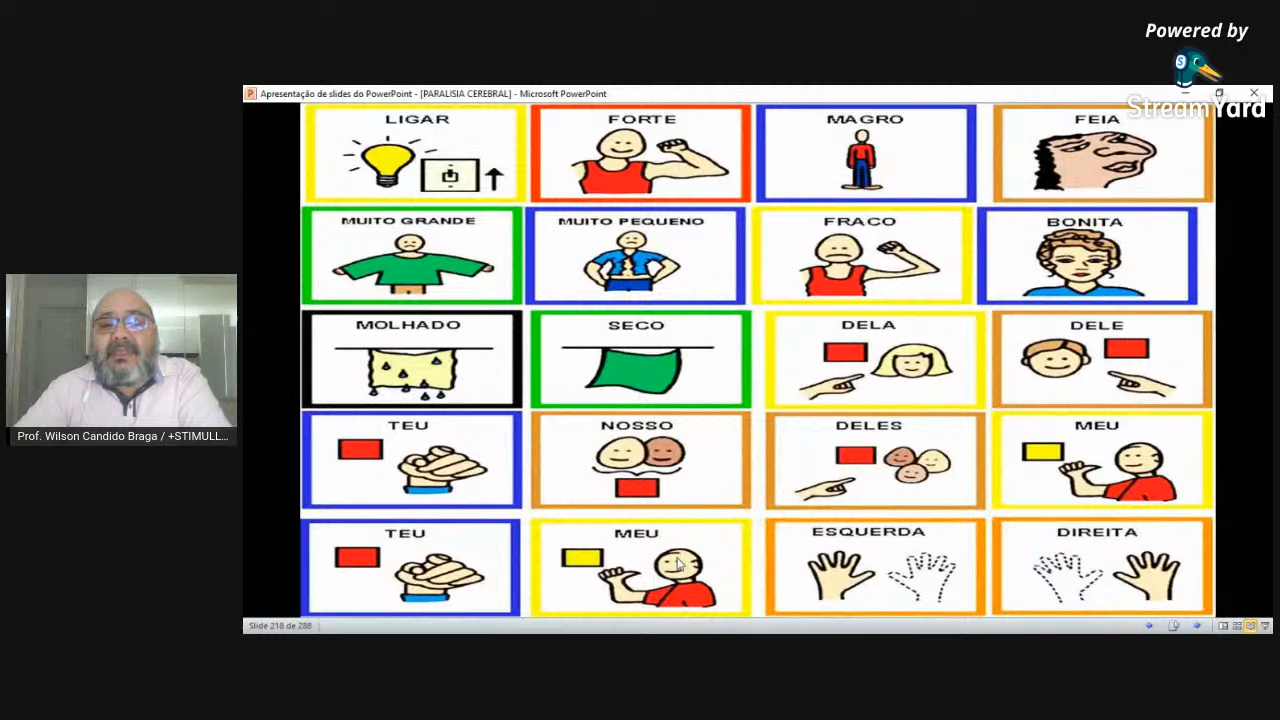 Powered by
StreamYard
Apresentação de slides do PowerPoint - [PARALISIA CEREBRAL] - Microsoft PowerPoint
LIGAR
FORTE
MAGRO
FEIA
MUITO GRANDE
MUITO PEQUENO
FRACO
BONITA
MOLHADO
SECO
DELA
DELE
TEU
NOSSO
DELES
MEU
TEU
MEU
ESQUERDA
DIREITA
Prof. Wilson Candido Braga / +STIMULL...
Slide 218 de 288